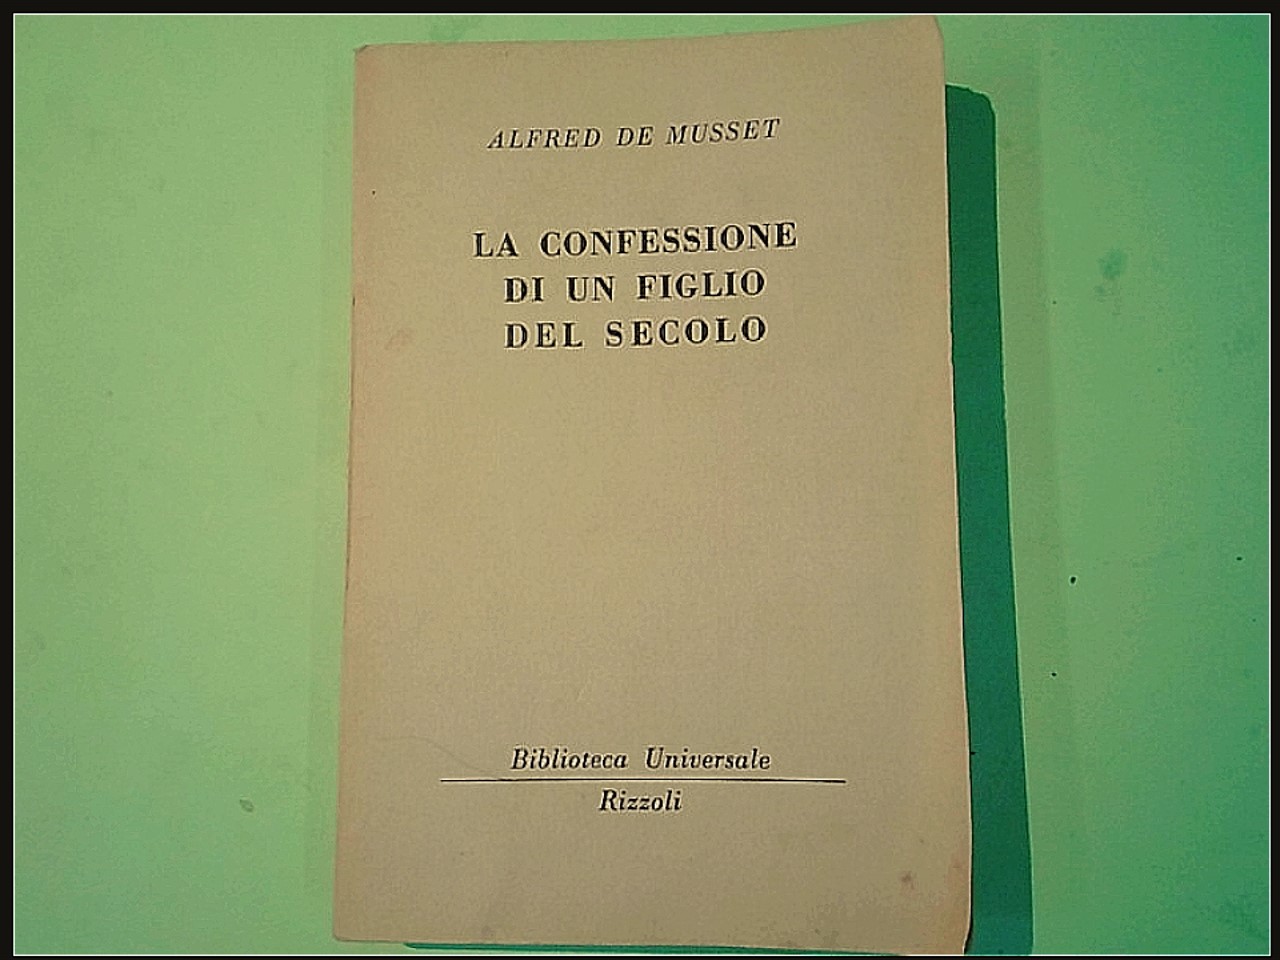 ALFRED DE MUSSET
LA CONFESSIONE
DI UN FIGLIO
DEL SECOLO
Biblioteca Universale
Rizzoli